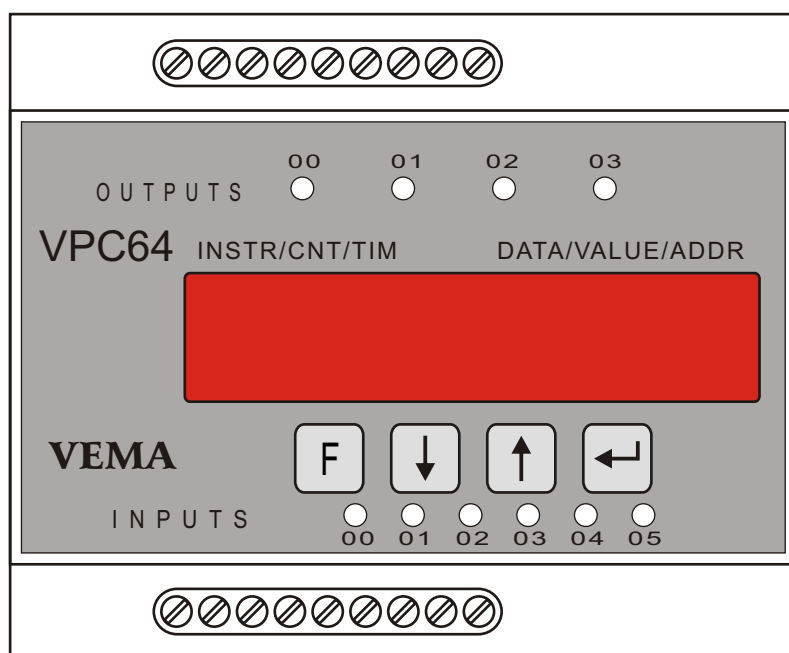 00 01 02 03
OUTPUTS
VPC64 INSTR/CNT/TIM DATA/VALUE/ADDR
VEMA
F
INPUTS
00 01 02 03 04 05